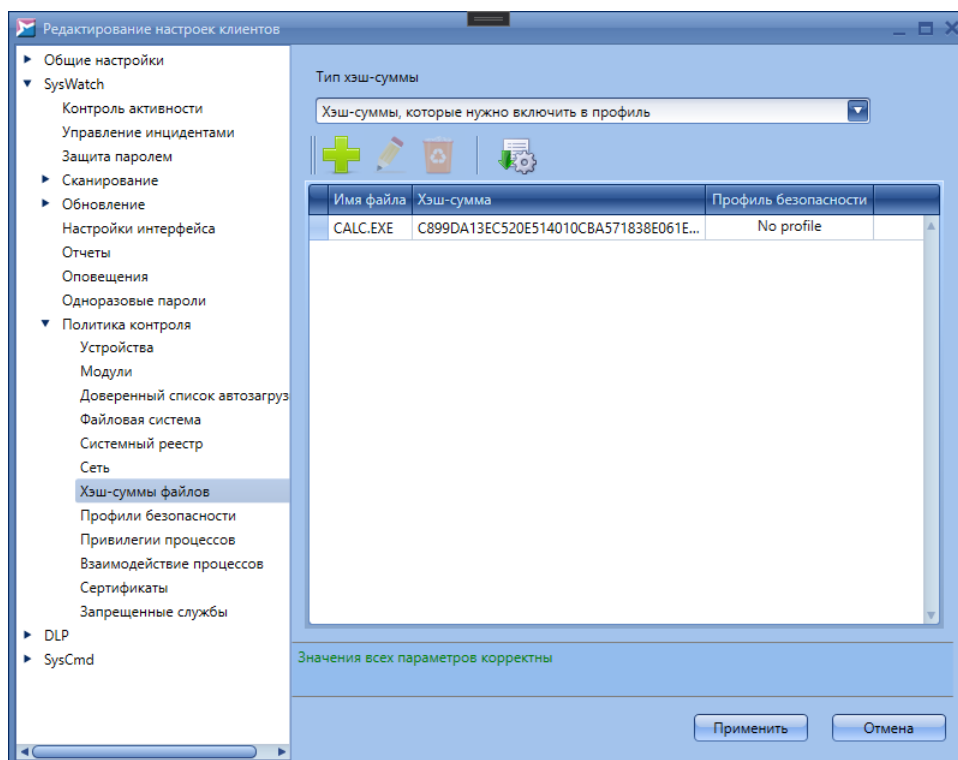 Редактирование настроек клиентов
Общие настройки
SysWatch
Контроль активности
Управление инцидентами
Защита паролем
Сканирование
Обновление
Настройки интерфейса
Отчеты
Оповещения
Одноразовые пароли
Политика контроля
Устройства
Модули
Доверенный список автозагруз
Файловая система
Системный реестр
Сеть
Хэш-суммы файлов
Профили безопасности
Привилегии процессов
Взаимодействие процессов
Сертификаты
Запрещенные службы
DLP
SysCmd
Тип хэш-суммы
Хэш-суммы, которые нужно включить в профиль
Имя файла Хэш-сумма Профиль безопасности
CALC.EXE C899DA13EC520E514010CBA571838E061E... No profile
Значения всех параметров корректны
Применить Отмена